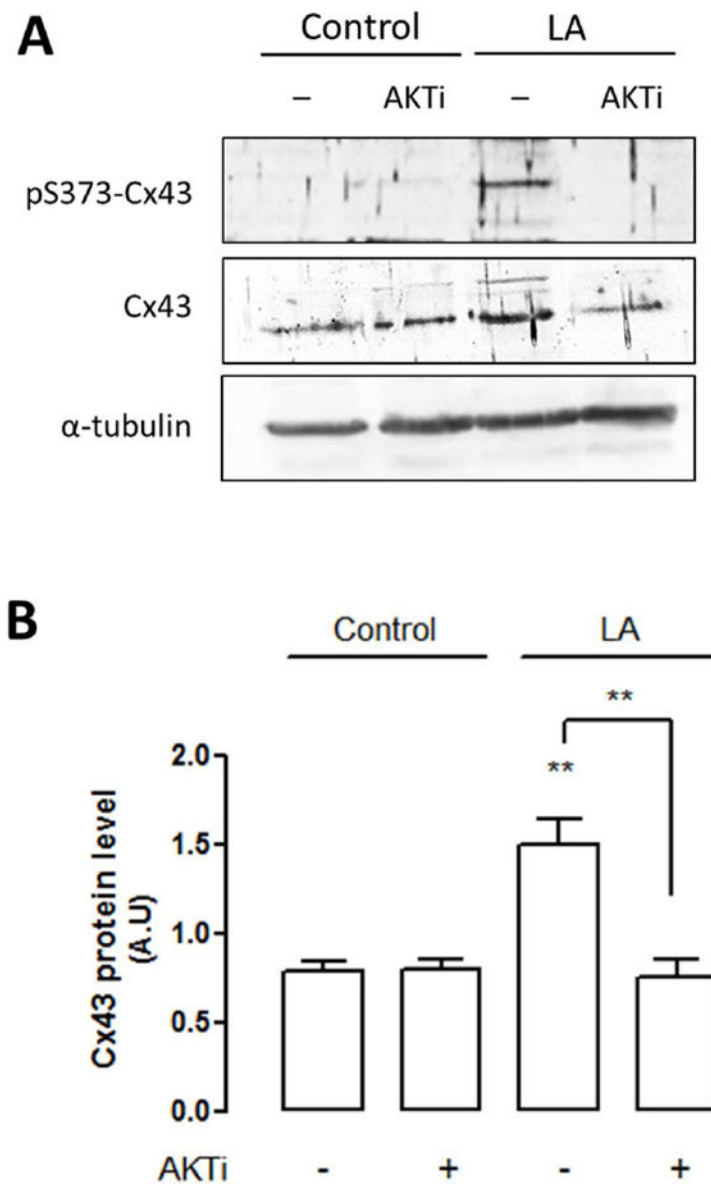 A
Control LA
– AKTi – AKTi
pS373-Cx43
Cx43
α-tubulin
B
Control LA
**
**
2.0
1.5
1.0
0.5
0.0
Cx43 protein level
(A.U)
AKTi - + - +